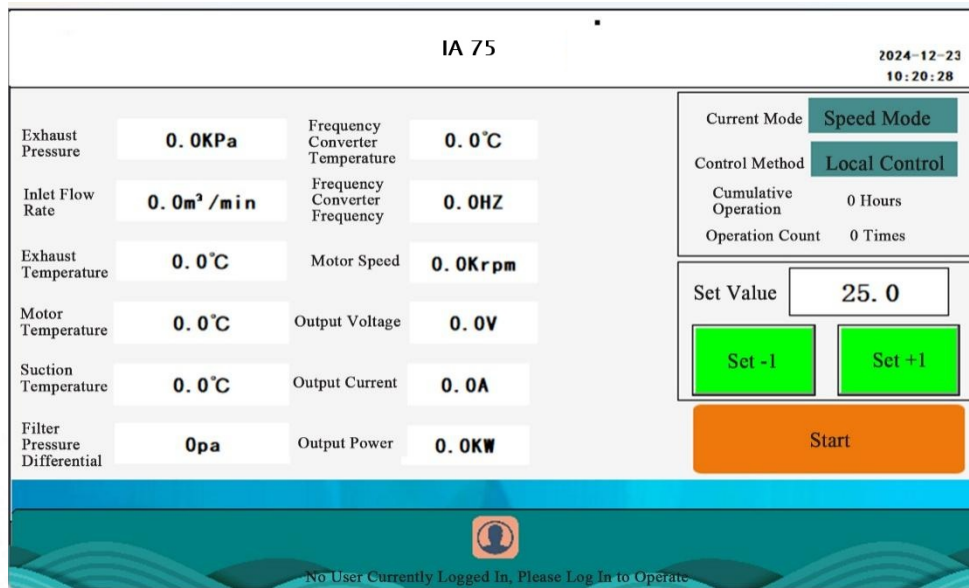 IA 75
2024-12-23
10:20:28
Exhaust
Pressure
0.0KPa
Frequency
Converter
Temperature
0.0℃
Inlet Flow
Rate
0.0m³/min
Frequency
Converter
Frequency
0.0HZ
Exhaust
Temperature
0.0℃
Motor Speed
0.0Krpm
Motor
Temperature
0.0℃
Output Voltage
0.0V
Suction
Temperature
0.0℃
Output Current
0.0A
Filter
Pressure
Differential
0pa
Output Power
0.0KW
Current Mode
Speed Mode
Control Method
Local Control
Cumulative
Operation
0 Hours
Operation Count
0 Times
Set Value
25.0
Set -1
Set +1
Start
No User Currently Logged In, Please Log In to Operate